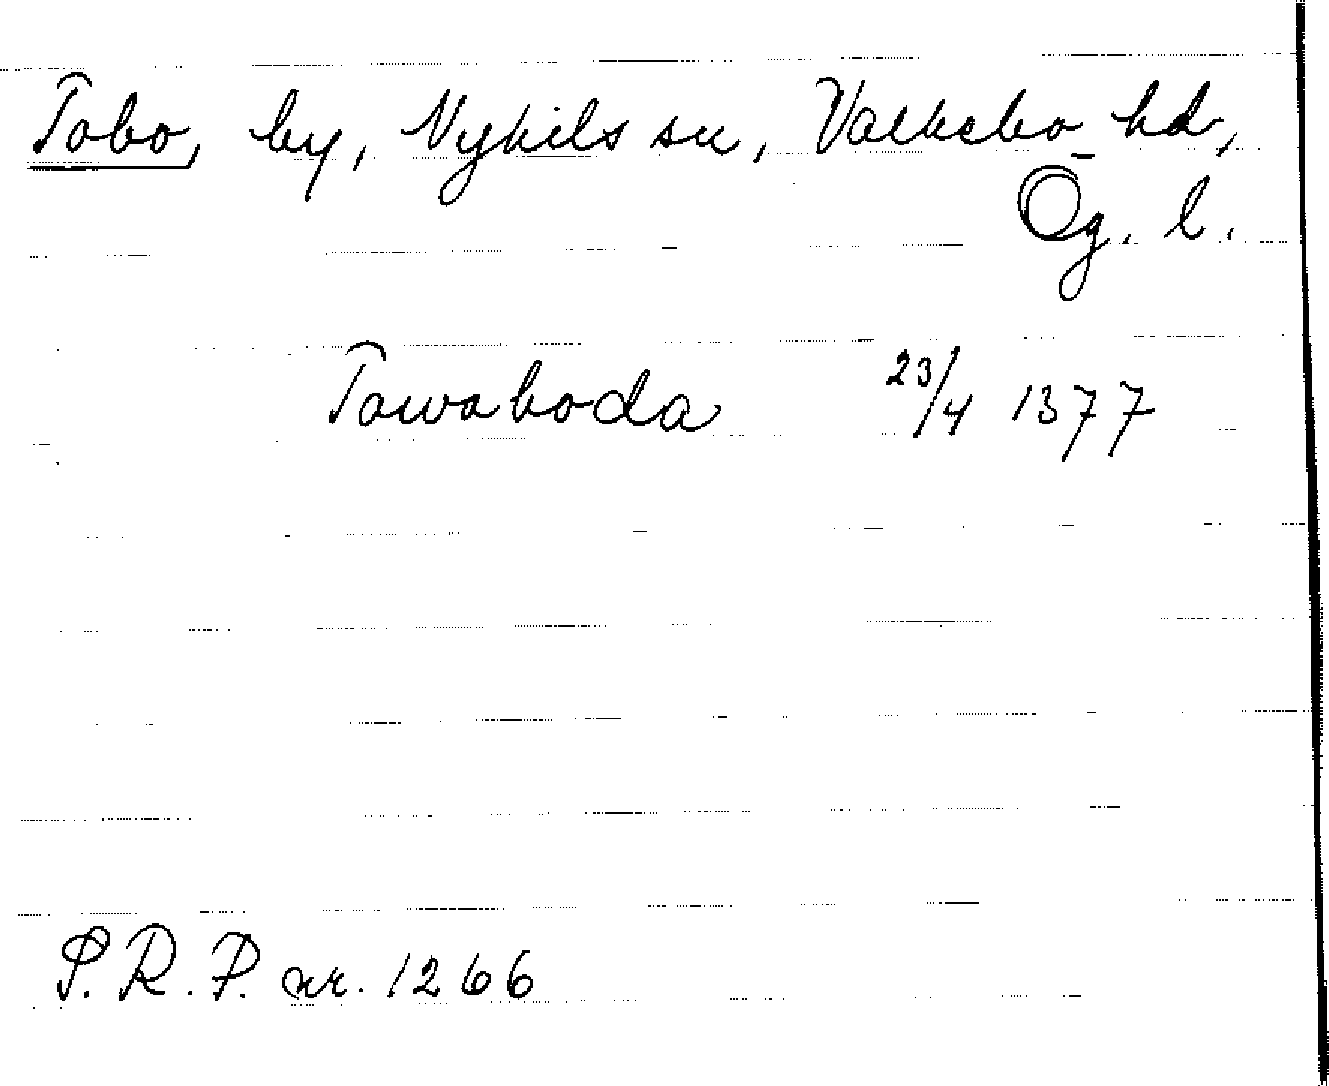 Tobo, by, Vykils sn, Valkebo hd,
Ög. l.
Tawaboda 23/4 1377
S.R.P. nr. 1266